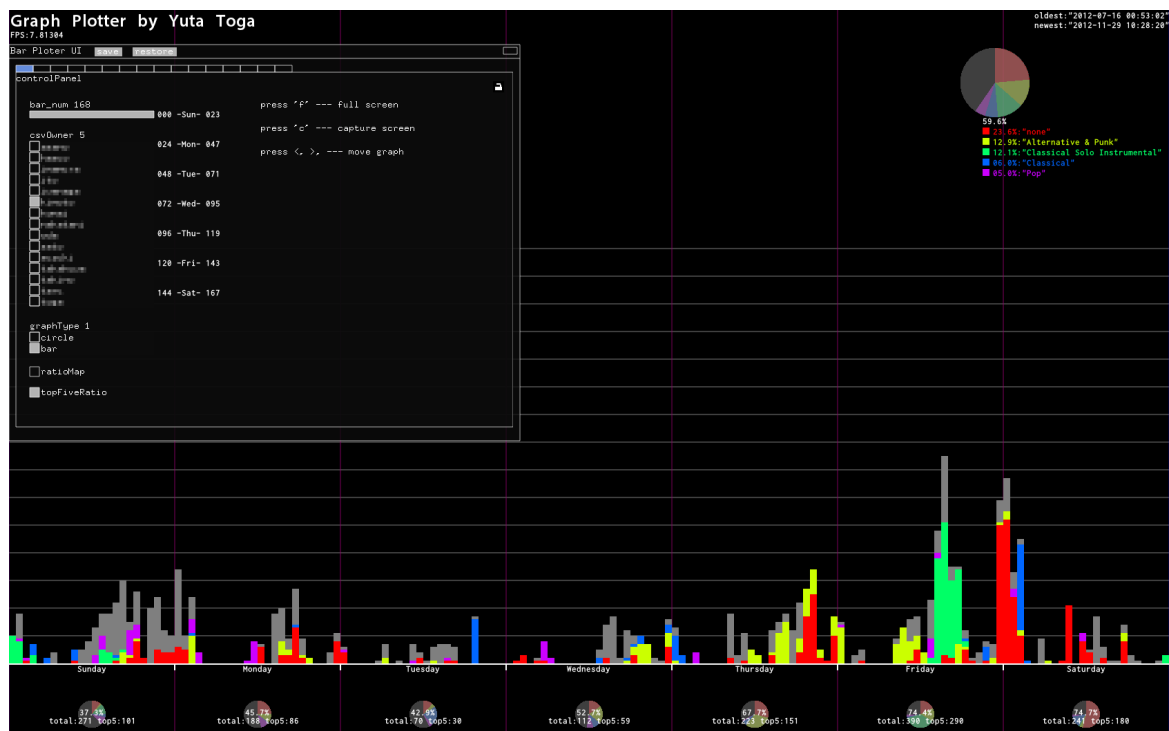 Graph Plotter by Yuta Toga
FPS:7.81304
oldest:"2012-07-16 00:53:02"
newest:"2012-11-29 10:28:20"
Bar Ploter UI save restore
controlPanel
bar_num 168
000 -Sun- 023
024 -Mon- 047
048 -Tue- 071
072 -Wed- 095
096 -Thu- 119
120 -Fri- 143
144 -Sat- 167
press 'f' --- full screen
press 'c' --- capture screen
press <, >, --- move graph
csvOwner 5
graphType 1
circle
bar
ratioMap
topFiveRatio
59.6%
23.6%:"none"
12.9%:"Alternative & Punk"
12.1%:"Classical Solo Instrumental"
06.0%:"Classical"
05.0%:"Pop"
Sunday Monday Tuesday Wednesday Thursday Friday Saturday
37.3% 45.7% 42.9% 52.7% 67.7% 74.4% 74.7%
total:271 top5:101 total:188 top5:86 total:70 top5:30 total:112 top5:59 total:223 top5:151 total:390 top5:290 total:241 top5:180